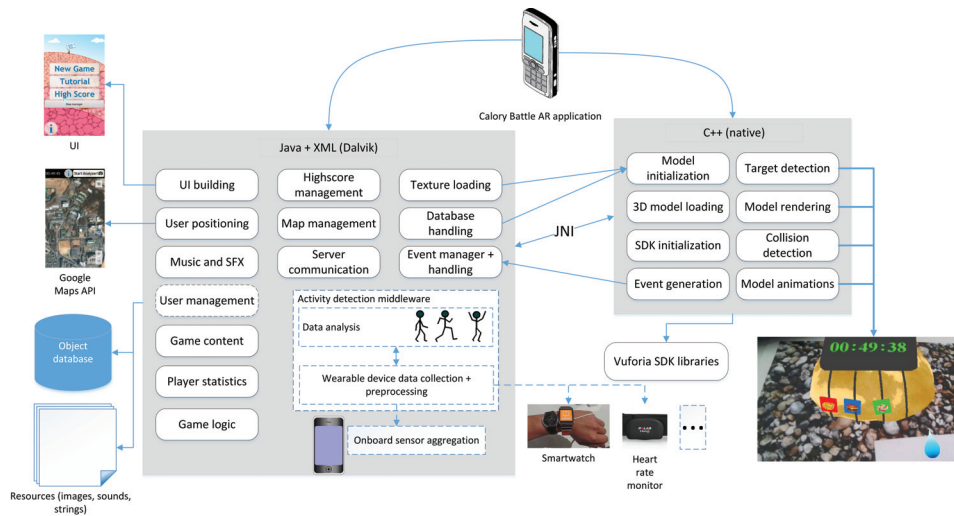 Calory Battle AR application
New Game
Tutorial
High Score
UI
Start Analyzer
Google
Maps API
Object
database
Resources (images, sounds,
strings)
Java + XML (Dalvik)
UI building
Highscore
management
Texture loading
User positioning
Map management
Database
handling
Music and SFX
Server
communication
Event manager +
handling
User management
Game content
Player statistics
Game logic
Activity detection middleware
Data analysis
Wearable device data collection +
preprocessing
Onboard sensor aggregation
JNI
C++ (native)
Model
initialization
Target detection
3D model loading
Model rendering
SDK initialization
Collision
detection
Event generation
Model animations
Vuforia SDK libraries
Smartwatch
POLAR
Heart
rate
monitor
...
00:49:38